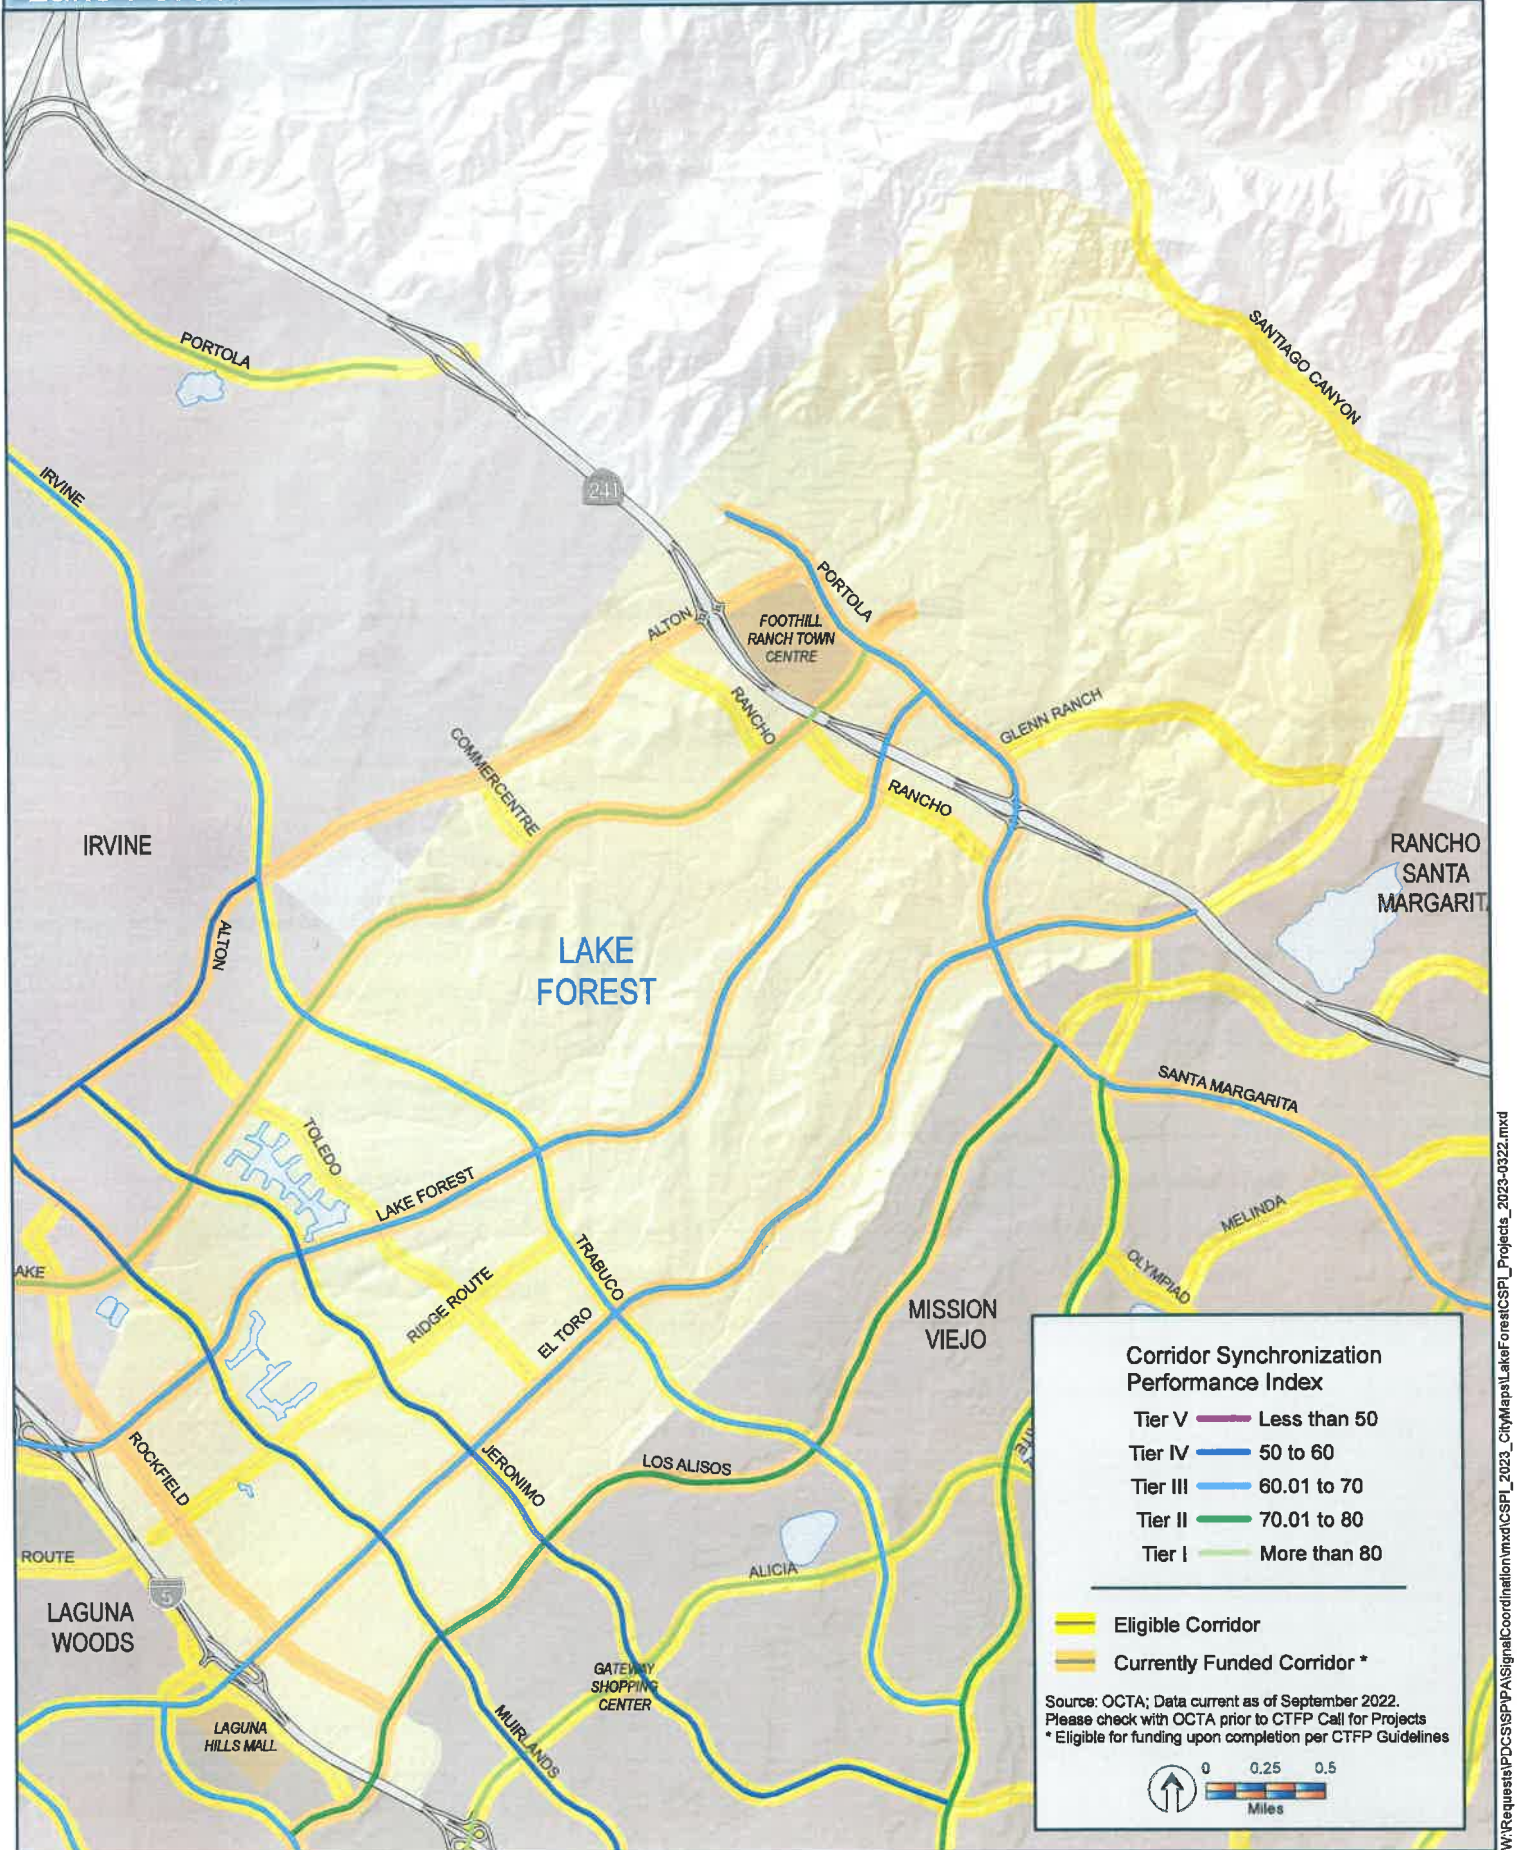 PORTOLA
SANTIAGO CANYON
IRVINE
241
PORTOLA
ALTON
FOOTHILL
RANCH TOWN
CENTRE
RANCHO
GLENN RANCH
COMMERCENTRE
RANCHO
IRVINE
RANCHO
SANTA
MARGARIT
ALTON
LAKE
FOREST
SANTA MARGARITA
TOLEDO
LAKE FOREST
MELINDA
TRABUCO
OLYMPIAD
AKE
RIDGE ROUTE
EL TORO
MISSION
VIEJO
ROCKFIELD
JERONIMO
LOS ALISOS
ROUTE
ALICIA
5
LAGUNA
WOODS
GATEWAY
SHOPPING
CENTER
MUIRLANDS
LAGUNA
HILLS MALL
Corridor Synchronization
Performance Index
Tier V Less than 50
Tier IV 50 to 60
Tier III 60.01 to 70
Tier II 70.01 to 80
Tier I More than 80
Eligible Corridor
Currently Funded Corridor *
Source: OCTA; Data current as of September 2022.
Please check with OCTA prior to CTFP Call for Projects
* Eligible for funding upon completion per CTFP Guidelines
0 0.25 0.5
Miles
W:\Requests\PDCS\SP\PA\SignalCoordination\mxd\CSPI_2023_CityMaps\LakeForestCSPI_Projects_2023-0322.mxd